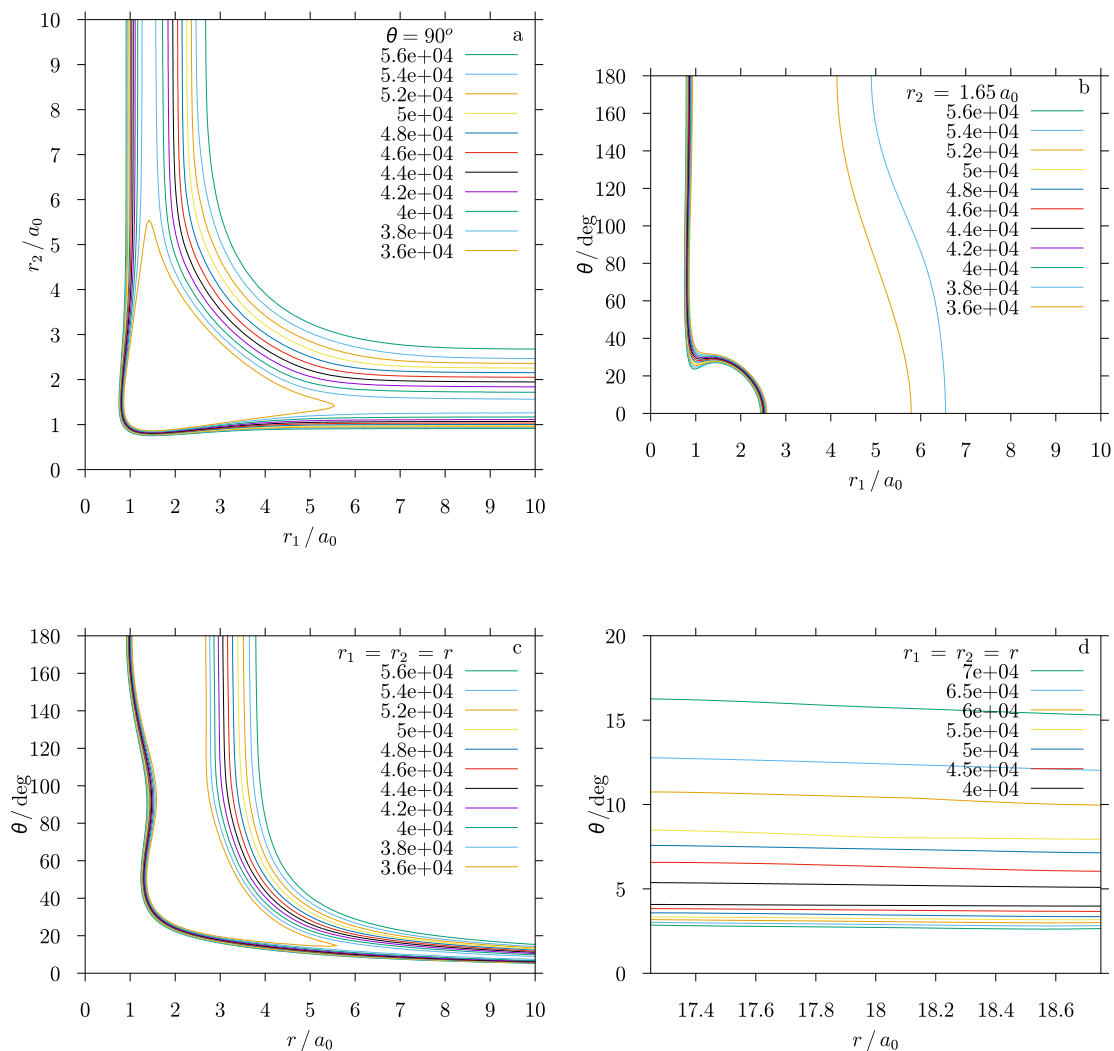 θ = 90o a
5.6e+04
5.4e+04
5.2e+04
5e+04
4.8e+04
4.6e+04
4.4e+04
4.2e+04
4e+04
3.8e+04
3.6e+04
10
9
8
7
6
5
4
3
2
1
0
r2 / a0
0 1 2 3 4 5 6 7 8 9 10
r1 / a0
r2 = 1.65 a0 b
5.6e+04
5.4e+04
5.2e+04
5e+04
4.8e+04
4.6e+04
4.4e+04
4.2e+04
4e+04
3.8e+04
3.6e+04
180
160
140
120
100
80
60
40
20
0
θ / deg
0 1 2 3 4 5 6 7 8 9 10
r1 / a0
r1 = r2 = r c
5.6e+04
5.4e+04
5.2e+04
5e+04
4.8e+04
4.6e+04
4.4e+04
4.2e+04
4e+04
3.8e+04
3.6e+04
180
160
140
120
100
80
60
40
20
0
θ / deg
0 1 2 3 4 5 6 7 8 9 10
r / a0
r1 = r2 = r d
7e+04
6.5e+04
6e+04
5.5e+04
5e+04
4.5e+04
4e+04
20
15
10
5
0
θ / deg
17.4 17.6 17.8 18 18.2 18.4 18.6
r / a0